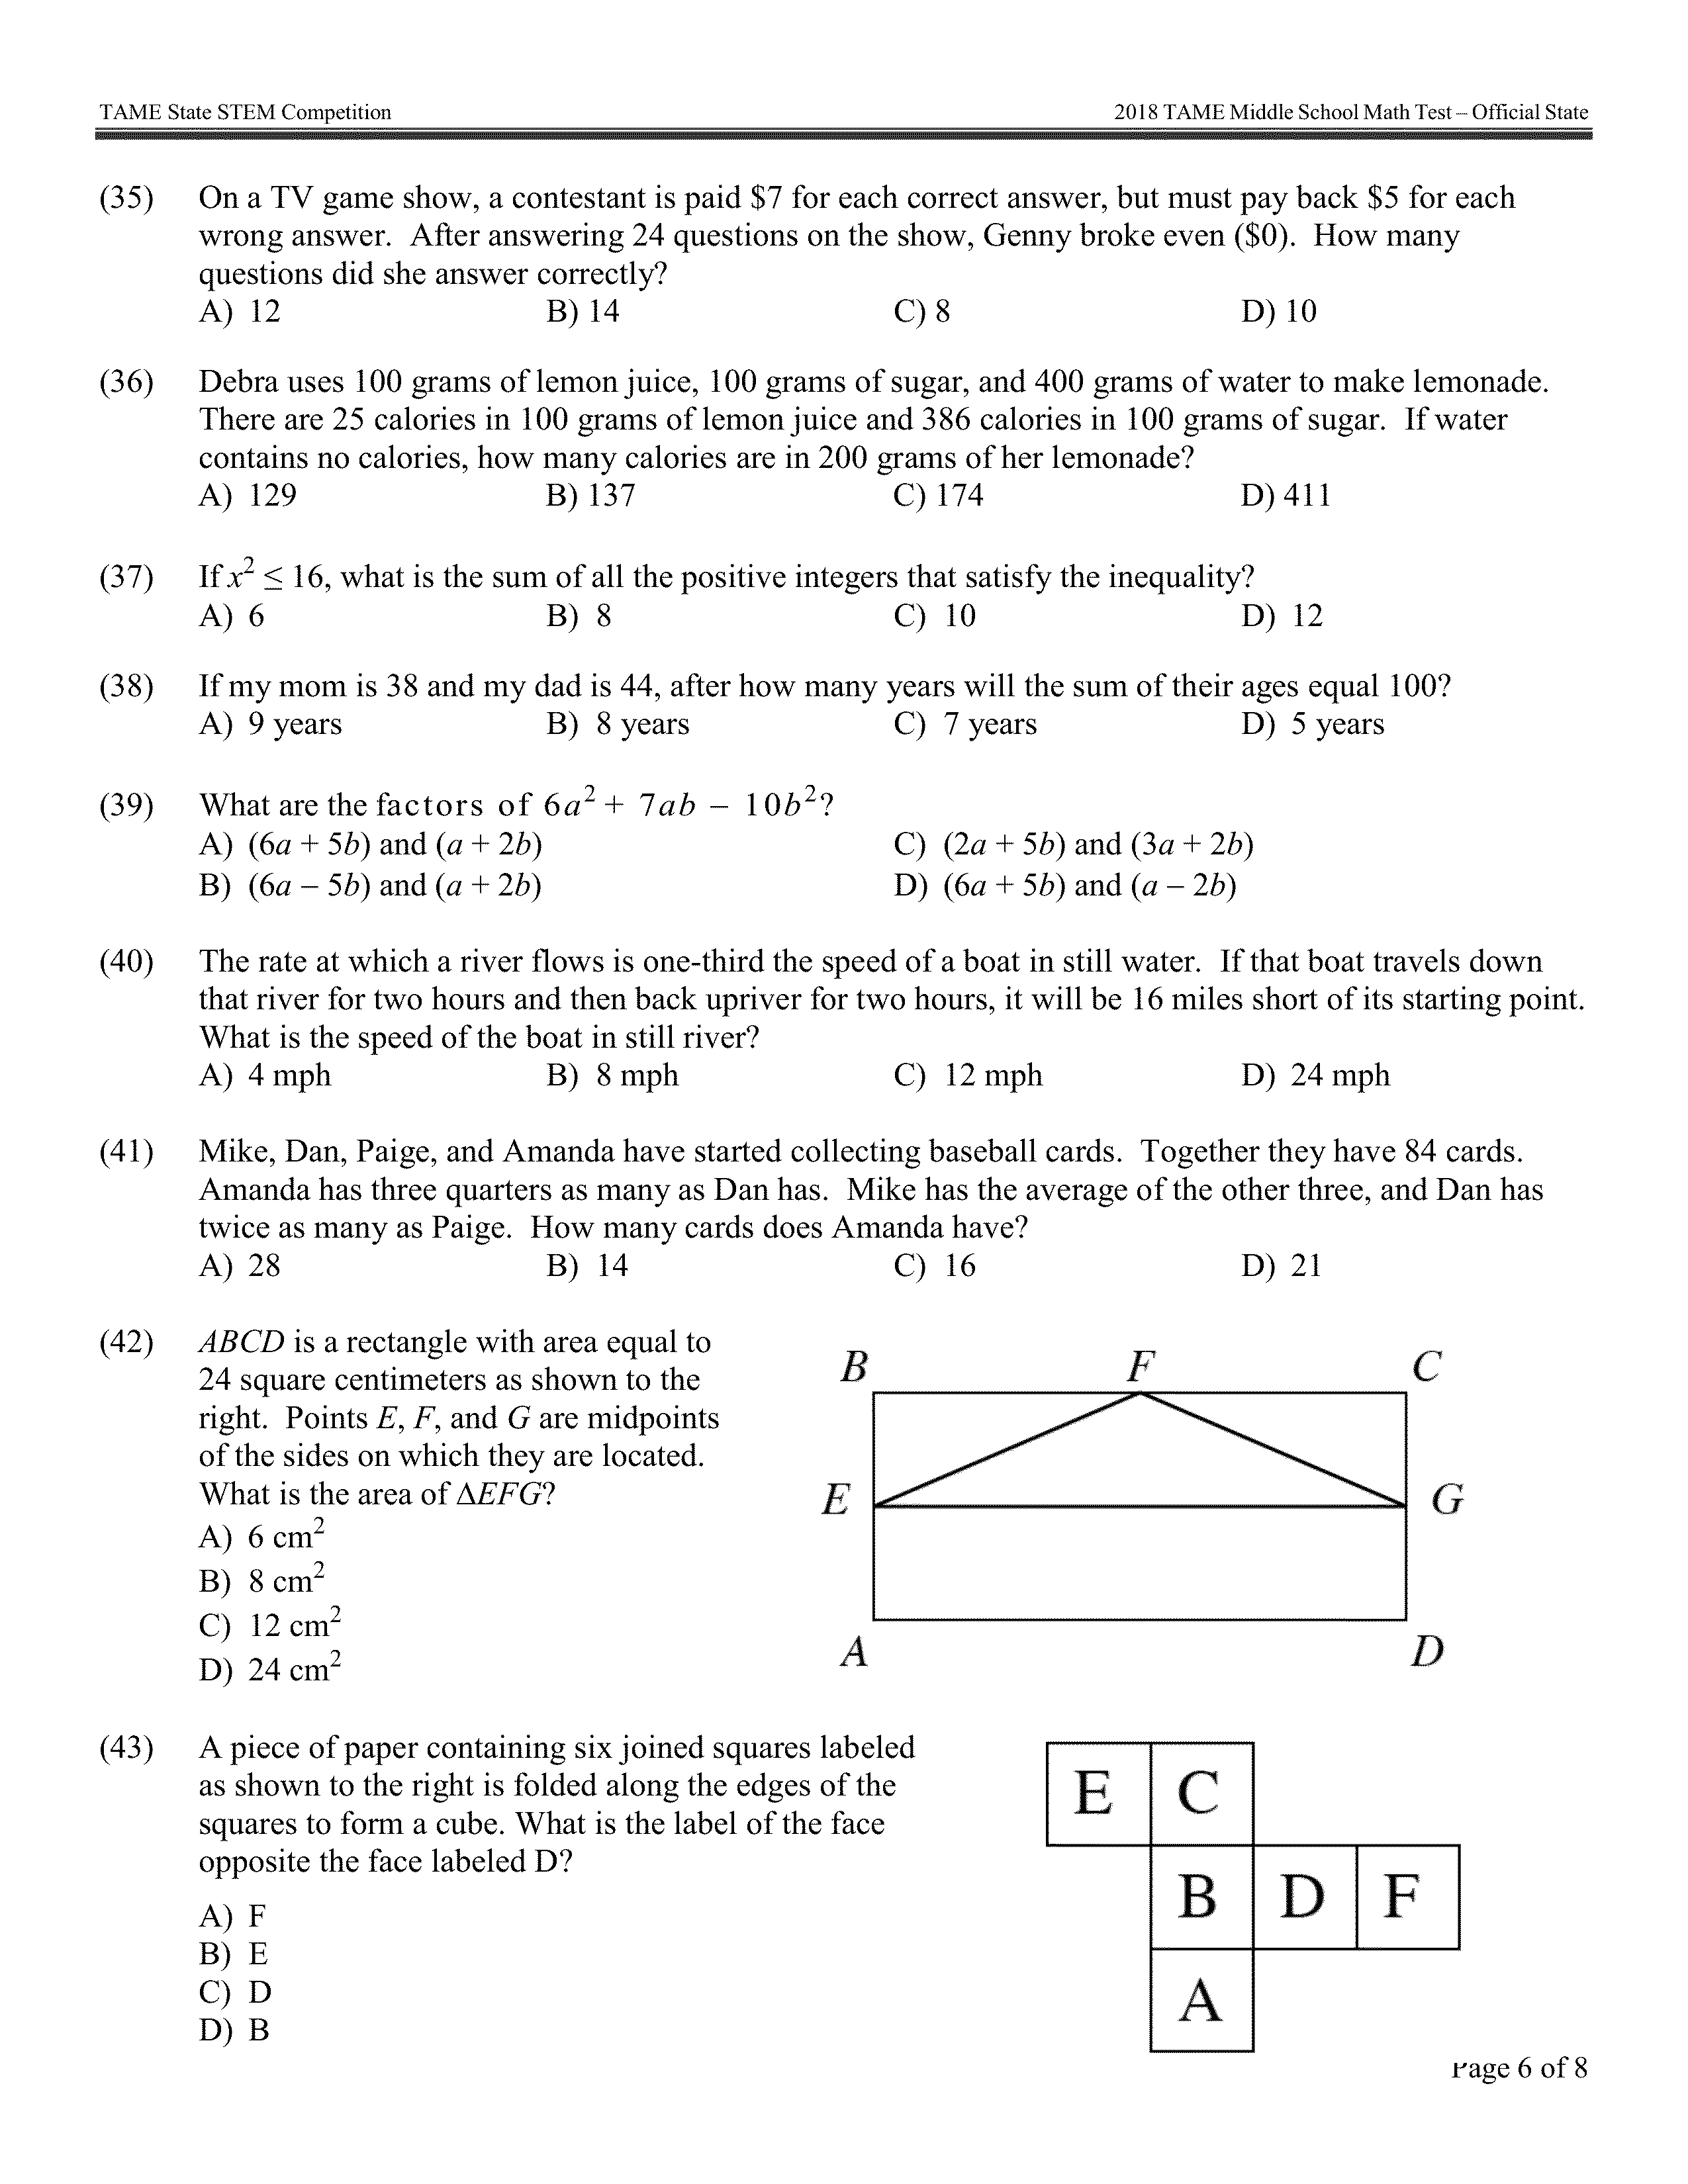 TAME State STEM Competition 2018 TAME Middle School Math Test – Official State
(35) On a TV game show, a contestant is paid $7 for each correct answer, but must pay back $5 for each
wrong answer. After answering 24 questions on the show, Genny broke even ($0). How many
questions did she answer correctly?
A) 12 B) 14 C) 8 D) 10
(36) Debra uses 100 grams of lemon juice, 100 grams of sugar, and 400 grams of water to make lemonade.
There are 25 calories in 100 grams of lemon juice and 386 calories in 100 grams of sugar. If water
contains no calories, how many calories are in 200 grams of her lemonade?
A) 129 B) 137 C) 174 D) 411
(37) If x² ≤ 16, what is the sum of all the positive integers that satisfy the inequality?
A) 6 B) 8 C) 10 D) 12
(38) If my mom is 38 and my dad is 44, after how many years will the sum of their ages equal 100?
A) 9 years B) 8 years C) 7 years D) 5 years
(39) What are the factors of 6a² + 7ab – 10b²?
A) (6a + 5b) and (a + 2b) C) (2a + 5b) and (3a + 2b)
B) (6a – 5b) and (a + 2b) D) (6a + 5b) and (a – 2b)
(40) The rate at which a river flows is one-third the speed of a boat in still water. If that boat travels down
that river for two hours and then back upriver for two hours, it will be 16 miles short of its starting point.
What is the speed of the boat in still river?
A) 4 mph B) 8 mph C) 12 mph D) 24 mph
(41) Mike, Dan, Paige, and Amanda have started collecting baseball cards. Together they have 84 cards.
Amanda has three quarters as many as Dan has. Mike has the average of the other three, and Dan has
twice as many as Paige. How many cards does Amanda have?
A) 28 B) 14 C) 16 D) 21
(42) ABCD is a rectangle with area equal to
24 square centimeters as shown to the
right. Points E, F, and G are midpoints
of the sides on which they are located.
What is the area of ΔEFG?
A) 6 cm²
B) 8 cm²
C) 12 cm²
D) 24 cm²
B F C
E G
A D
(43) A piece of paper containing six joined squares labeled
as shown to the right is folded along the edges of the
squares to form a cube. What is the label of the face
opposite the face labeled D?
A) F
B) E
C) D
D) B
E C
B D F
A
Page 6 of 8